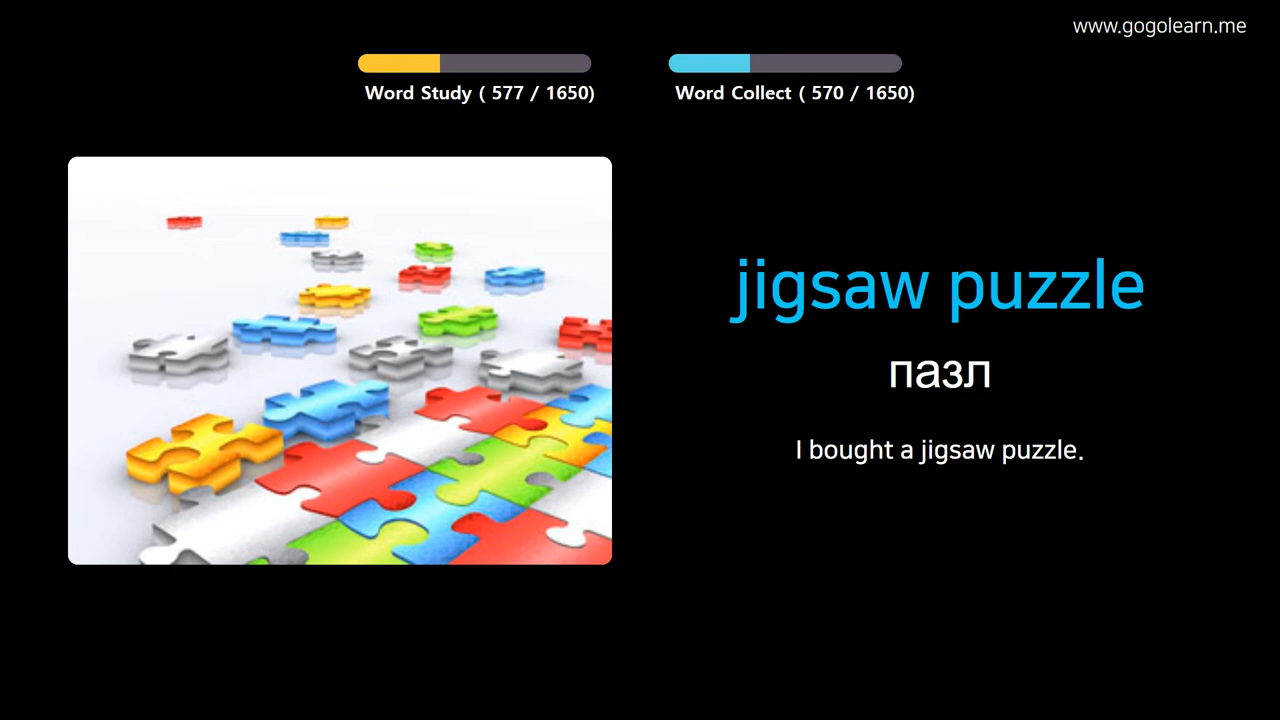 www.gogolearn.me
Word Study ( 577 / 1650)
Word Collect ( 570 / 1650)
jigsaw puzzle
пазл
I bought a jigsaw puzzle.